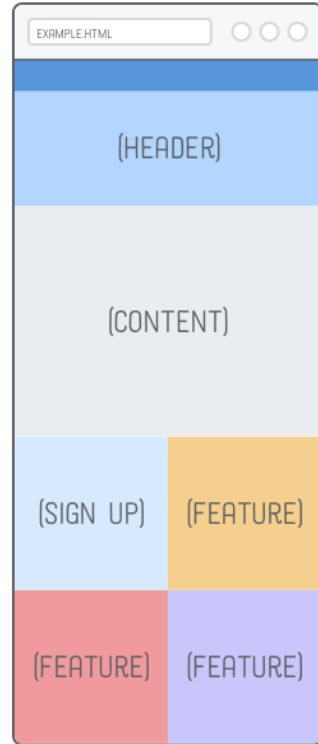 EXAMPLE.HTML
(HEADER)
(CONTENT)
(SIGN UP) (FEATURE)
(FEATURE) (FEATURE)